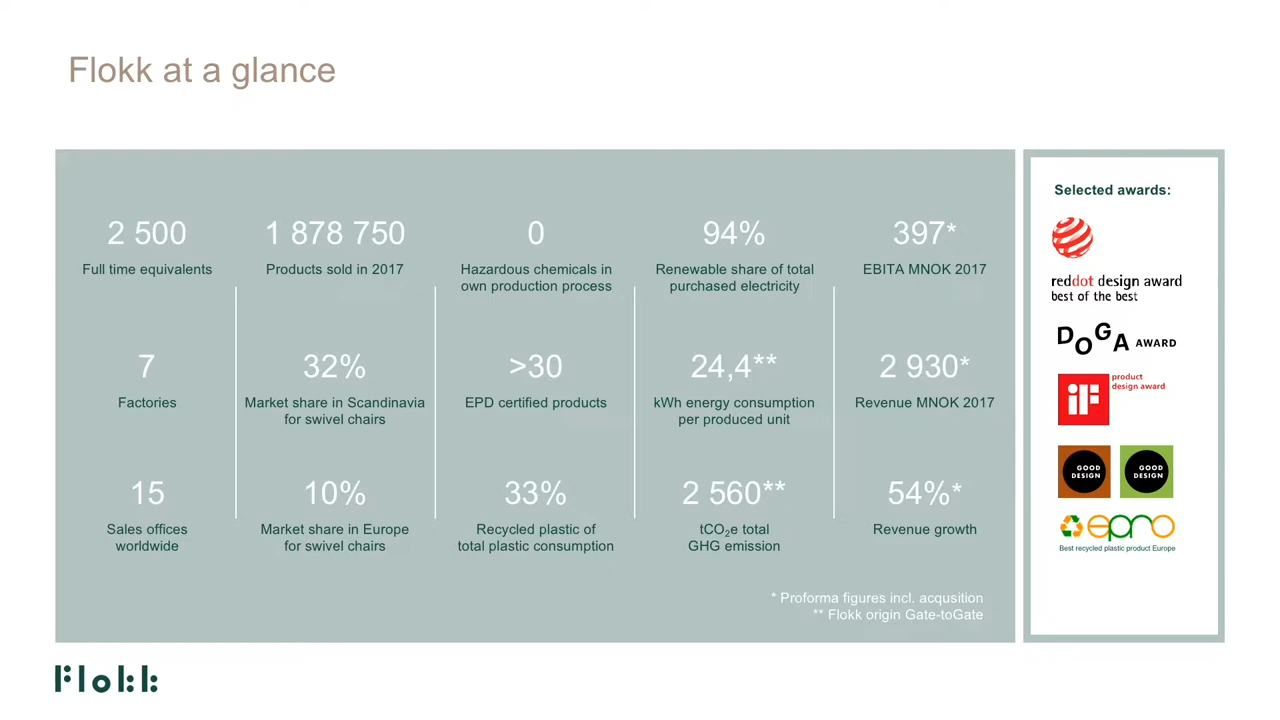 Flokk at a glance
2 500
Full time equivalents
1 878 750
Products sold in 2017
0
Hazardous chemicals in
own production process
94%
Renewable share of total
purchased electricity
397*
EBITA MNOK 2017
7
Factories
32%
Market share in Scandinavia
for swivel chairs
>30
EPD certified products
24,4**
kWh energy consumption
per produced unit
2 930*
Revenue MNOK 2017
15
Sales offices
worldwide
10%
Market share in Europe
for swivel chairs
33%
Recycled plastic of
total plastic consumption
2 560**
tCO₂e total
GHG emission
54%*
Revenue growth
* Proforma figures incl. acqusition
** Flokk origin Gate-toGate
Selected awards:
reddot design award
best of the best
DOGA AWARD
iF product
design award
GOOD
DESIGN
GOOD
DESIGN
epro
Best recycled plastic product Europe
Flokk